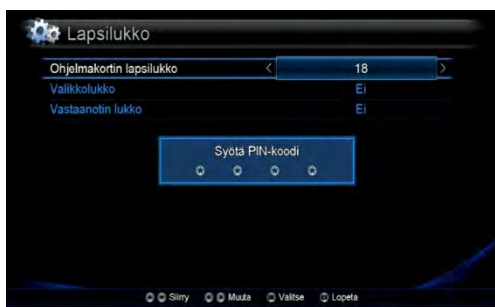 Lapsilukko
Ohjelmakortin lapsilukko < 18 >
Valikkolukko Ei
Vastaanotin lukko Ei
Syötä PIN-koodi
Siirry Muuta Valitse Lopeta